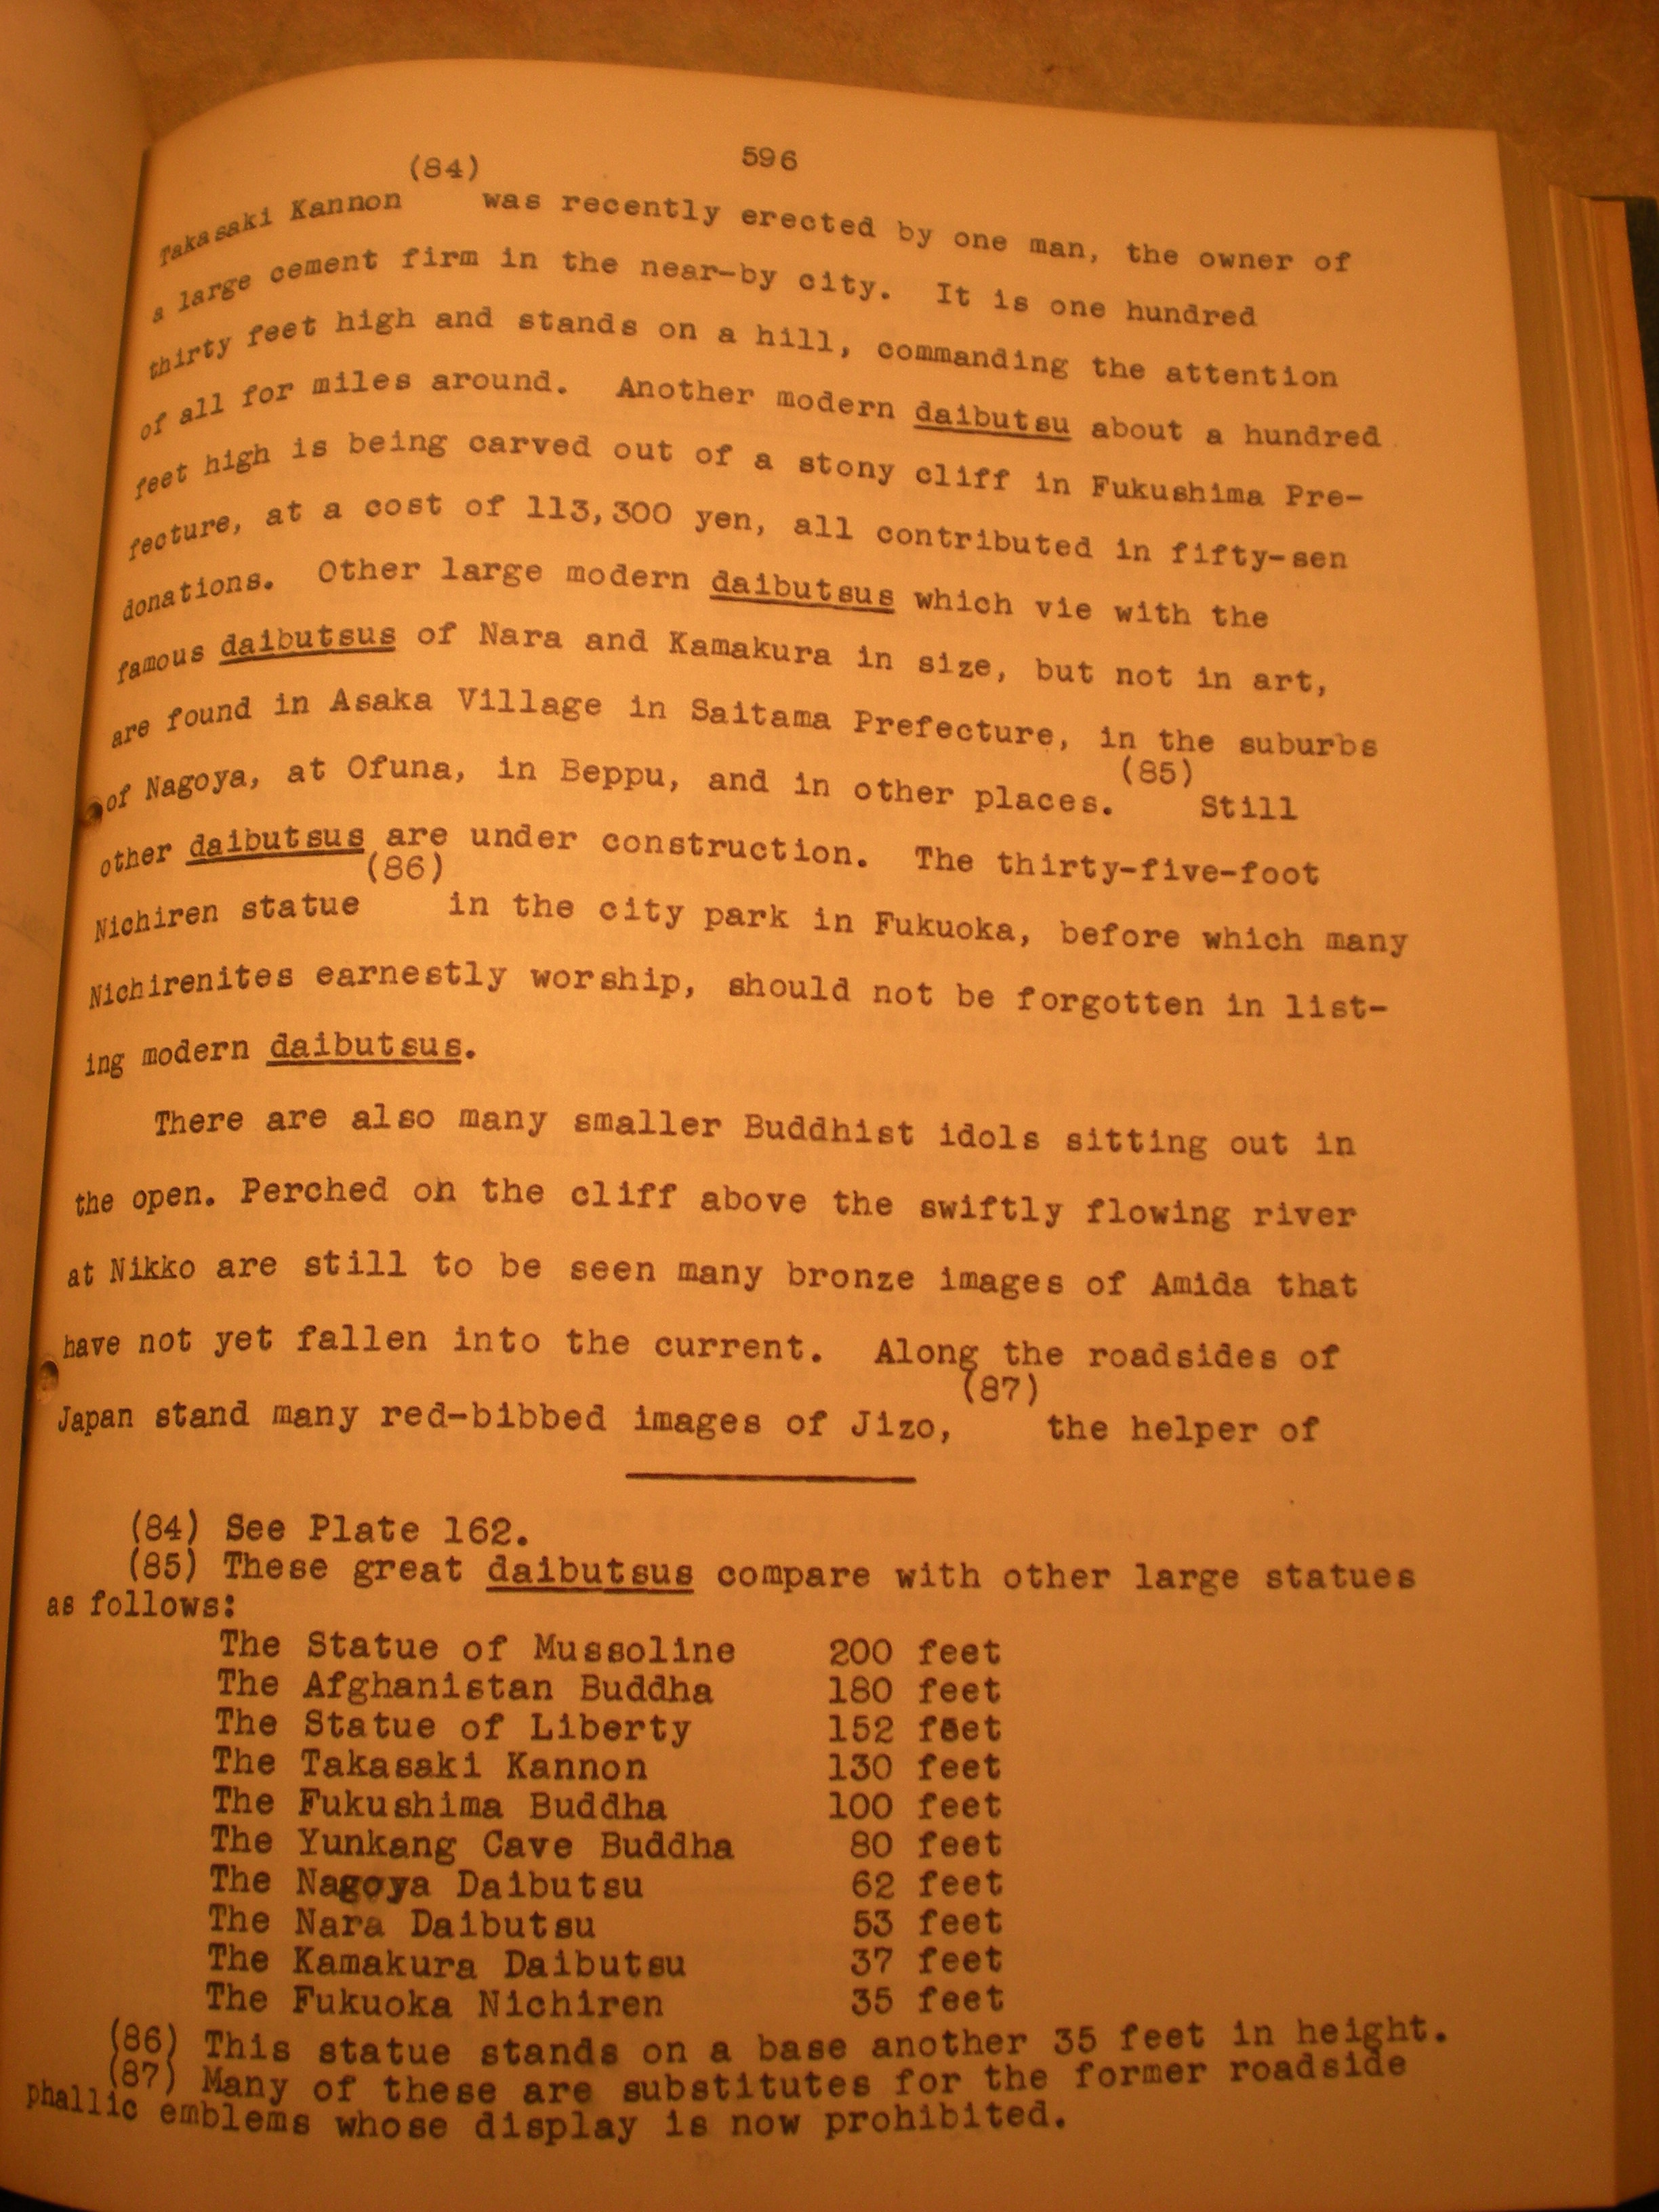 596
Takasaki Kannon (84) was recently erected by one man, the owner of
a large cement firm in the near-by city. It is one hundred
thirty feet high and stands on a hill, commanding the attention
of all for miles around. Another modern daibutsu about a hundred
feet high is being carved out of a stony cliff in Fukushima Pre-
fecture, at a cost of 113,300 yen, all contributed in fifty-sen
donations. Other large modern daibutsus which vie with the
famous daibutsus of Nara and Kamakura in size, but not in art,
are found in Asaka Village in Saitama Prefecture, in the suburbs
of Nagoya, at Ofuna, in Beppu, and in other places. (85) Still
other daibutsus are under construction. The thirty-five-foot
Nichiren statue (86) in the city park in Fukuoka, before which many
Nichirenites earnestly worship, should not be forgotten in list-
ing modern daibutsus.
There are also many smaller Buddhist idols sitting out in
the open. Perched on the cliff above the swiftly flowing river
at Nikko are still to be seen many bronze images of Amida that
have not yet fallen into the current. Along the roadsides of
Japan stand many red-bibbed images of Jizo, (87) the helper of
(84) See Plate 162.
(85) These great daibutsus compare with other large statues
as follows:
The Statue of Mussoline 200 feet
The Afghanistan Buddha 180 feet
The Statue of Liberty 152 feet
The Takasaki Kannon 130 feet
The Fukushima Buddha 100 feet
The Yunkang Cave Buddha 80 feet
The Nagoya Daibutsu 62 feet
The Nara Daibutsu 53 feet
The Kamakura Daibutsu 37 feet
The Fukuoka Nichiren 35 feet
(86) This statue stands on a base another 35 feet in height.
(87) Many of these are substitutes for the former roadside
phallic emblems whose display is now prohibited.